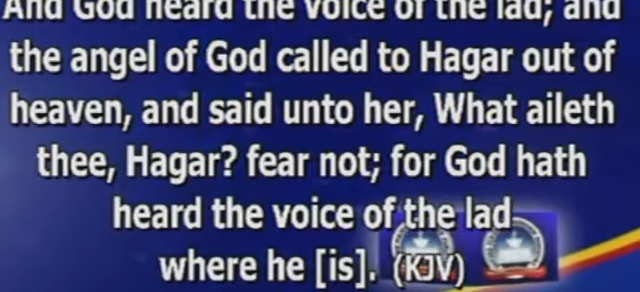 And God heard the voice of the lad; and
the angel of God called to Hagar out of
heaven, and said unto her, What aileth
thee, Hagar? fear not; for God hath
heard the voice of the lad
where he [is]. (KJV)